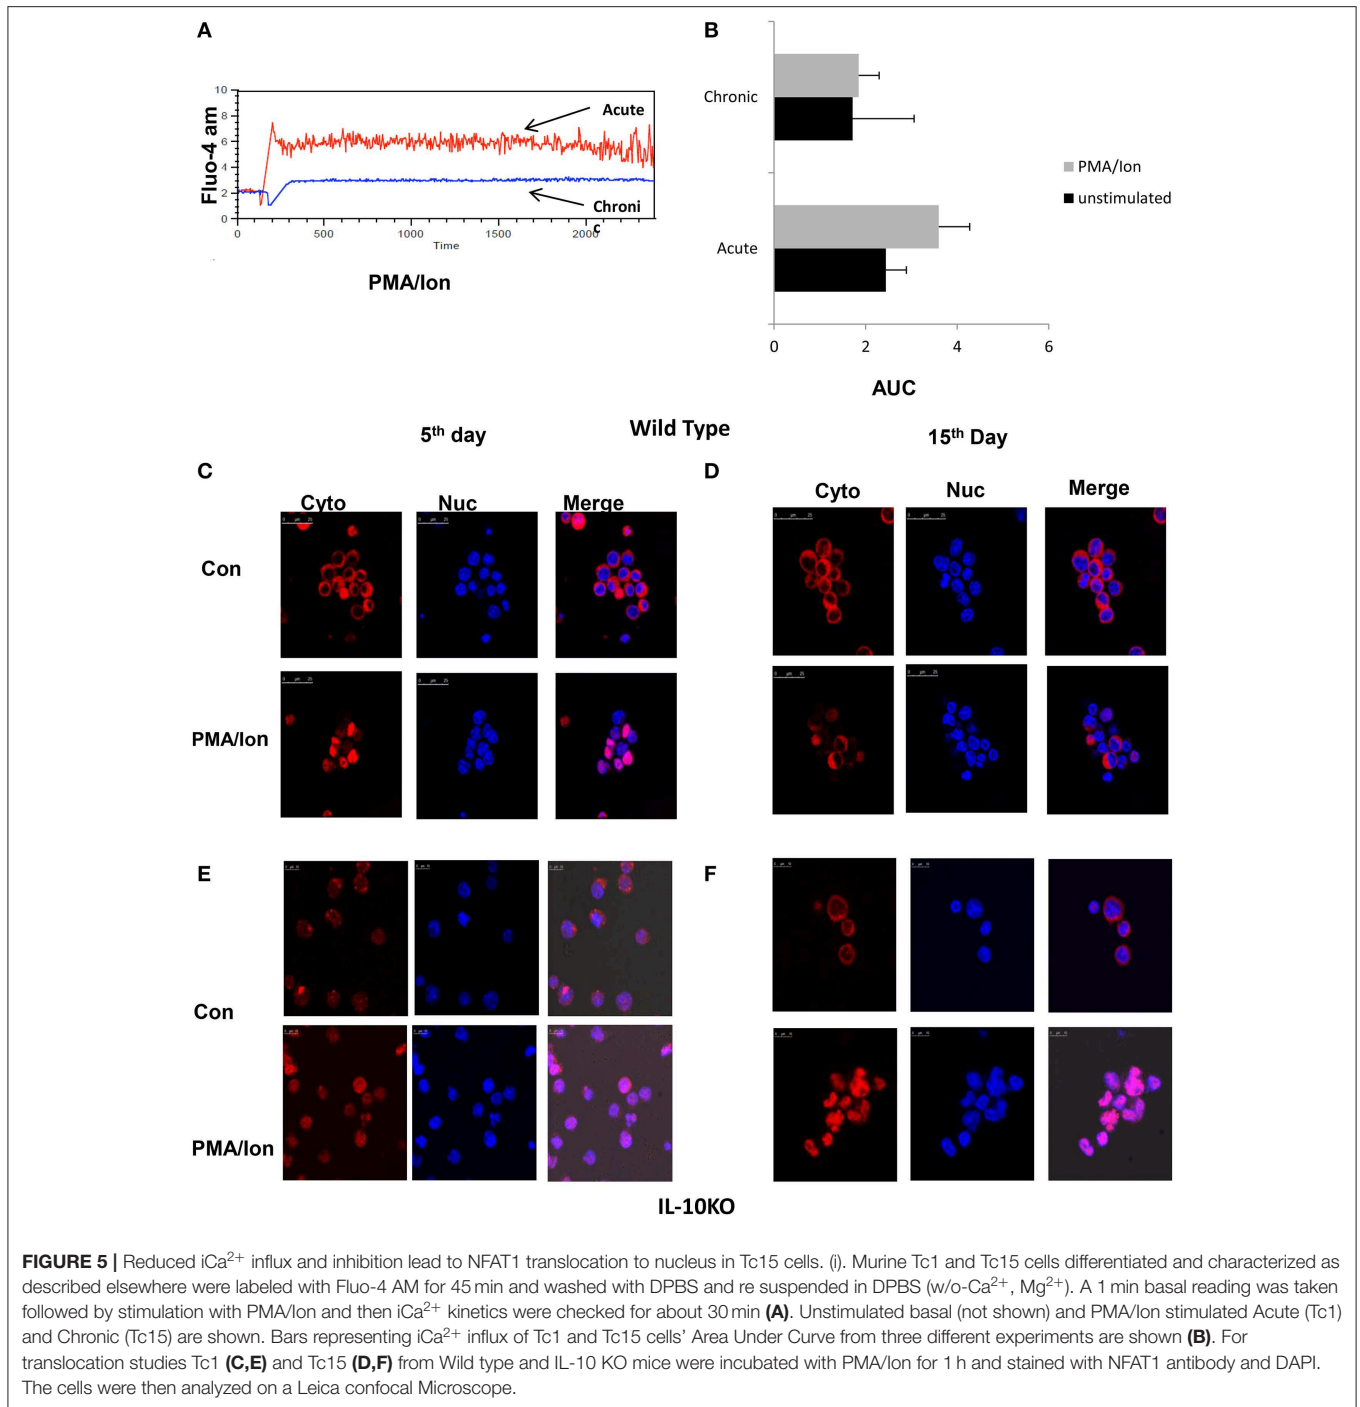 A
10
8
6
4
2
0
Fluo-4 am
Acute
Chroni
c
0 500 1000 1500 2000
Time
PMA/Ion
B
Chronic
Acute
PMA/Ion
unstimulated
0 2 4 6
AUC
Wild Type
5th day
15th Day
C
Cyto Nuc Merge
D
Cyto Nuc Merge
Con
PMA/Ion
E
F
Con
PMA/Ion
IL-10KO
FIGURE 5 | Reduced iCa2+ influx and inhibition lead to NFAT1 translocation to nucleus in Tc15 cells. (i). Murine Tc1 and Tc15 cells differentiated and characterized as
described elsewhere were labeled with Fluo-4 AM for 45 min and washed with DPBS and re suspended in DPBS (w/o-Ca2+, Mg2+). A 1 min basal reading was taken
followed by stimulation with PMA/Ion and then iCa2+ kinetics were checked for about 30 min (A). Unstimulated basal (not shown) and PMA/Ion stimulated Acute (Tc1)
and Chronic (Tc15) are shown. Bars representing iCa2+ influx of Tc1 and Tc15 cells' Area Under Curve from three different experiments are shown (B). For
translocation studies Tc1 (C,E) and Tc15 (D,F) from Wild type and IL-10 KO mice were incubated with PMA/Ion for 1 h and stained with NFAT1 antibody and DAPI.
The cells were then analyzed on a Leica confocal Microscope.